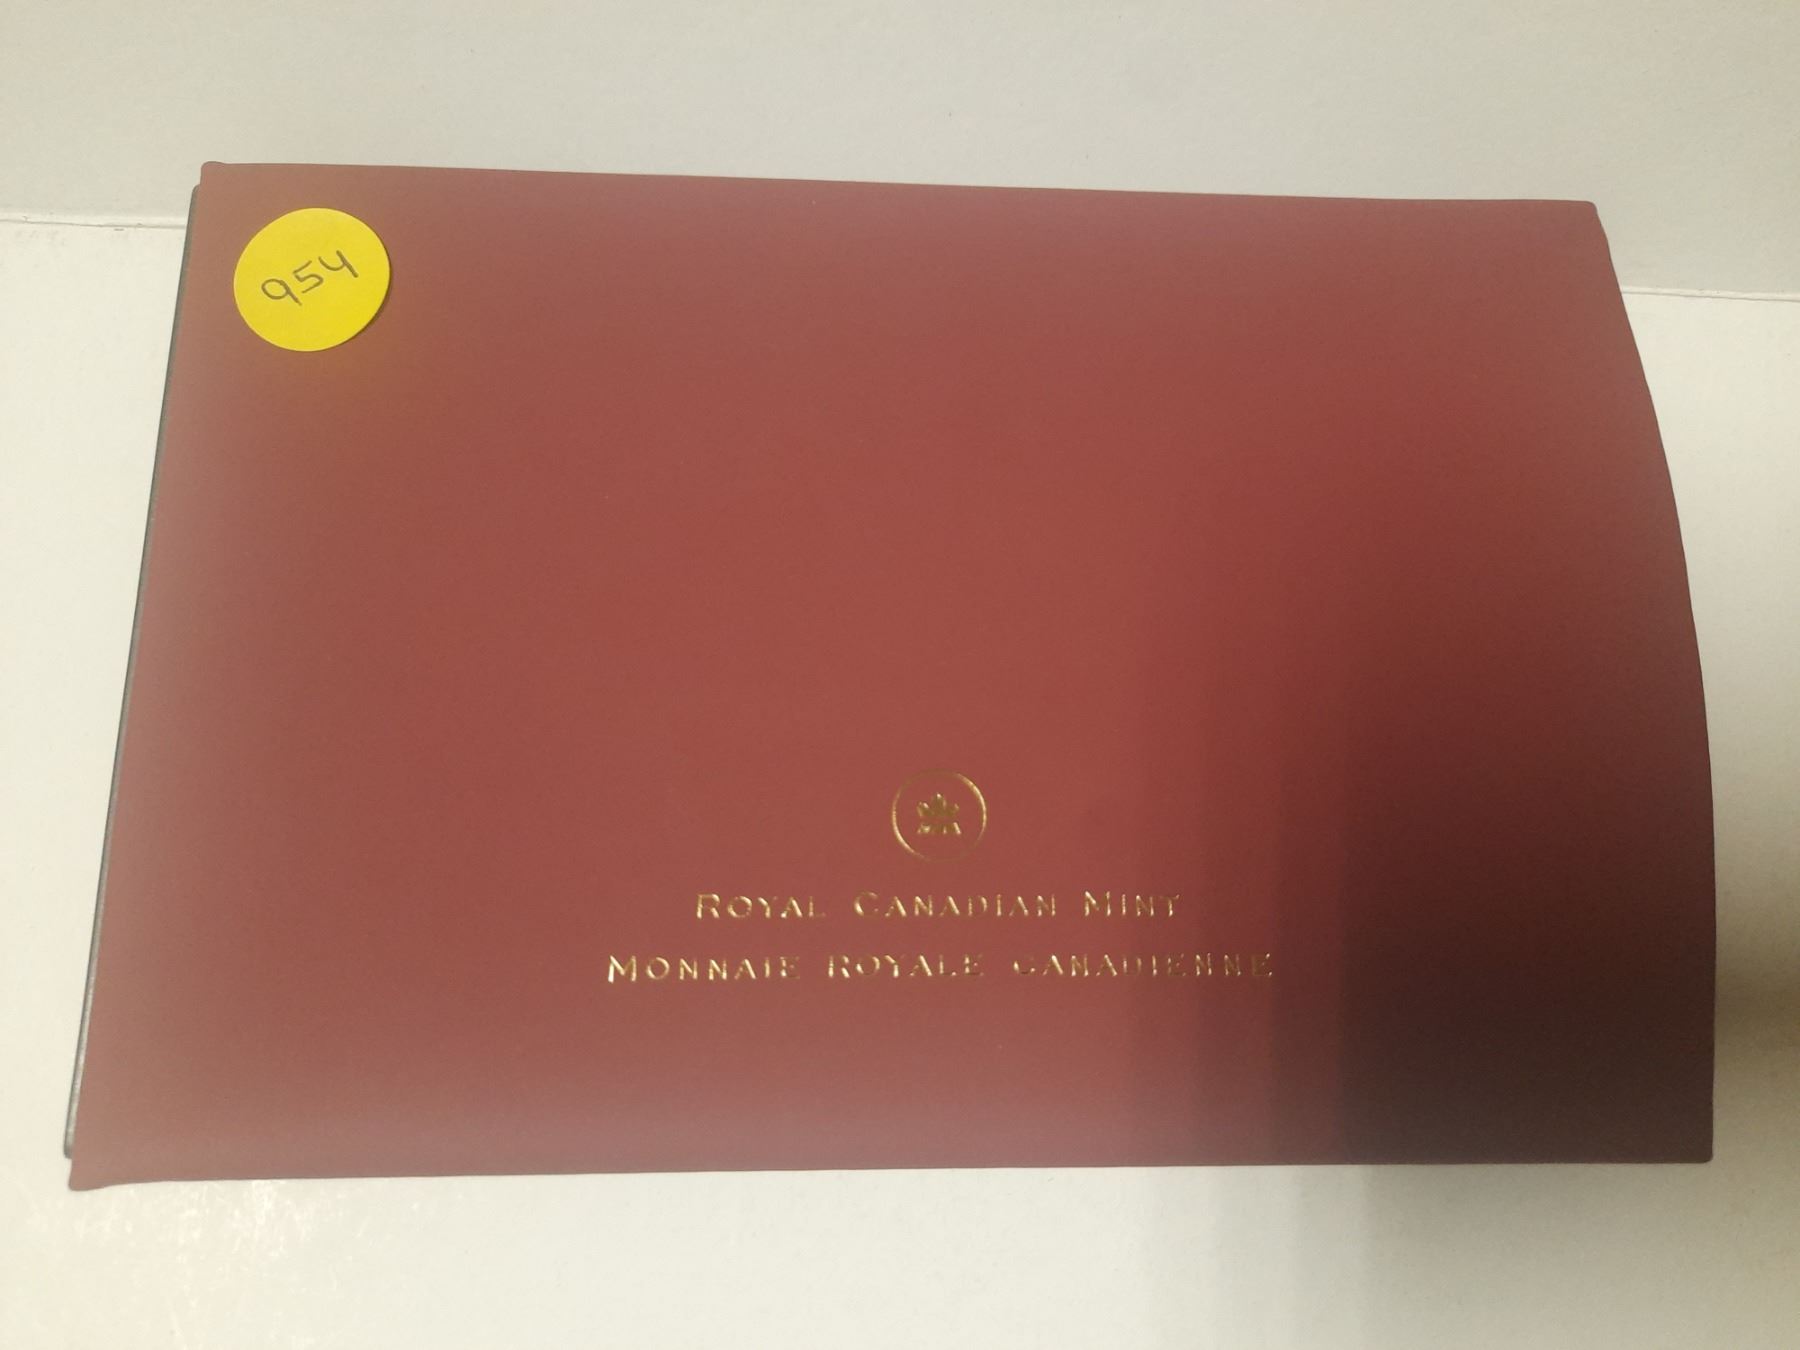 954
ROYAL CANADIAN MINT
MONNAIE ROYALE CANADIENNE